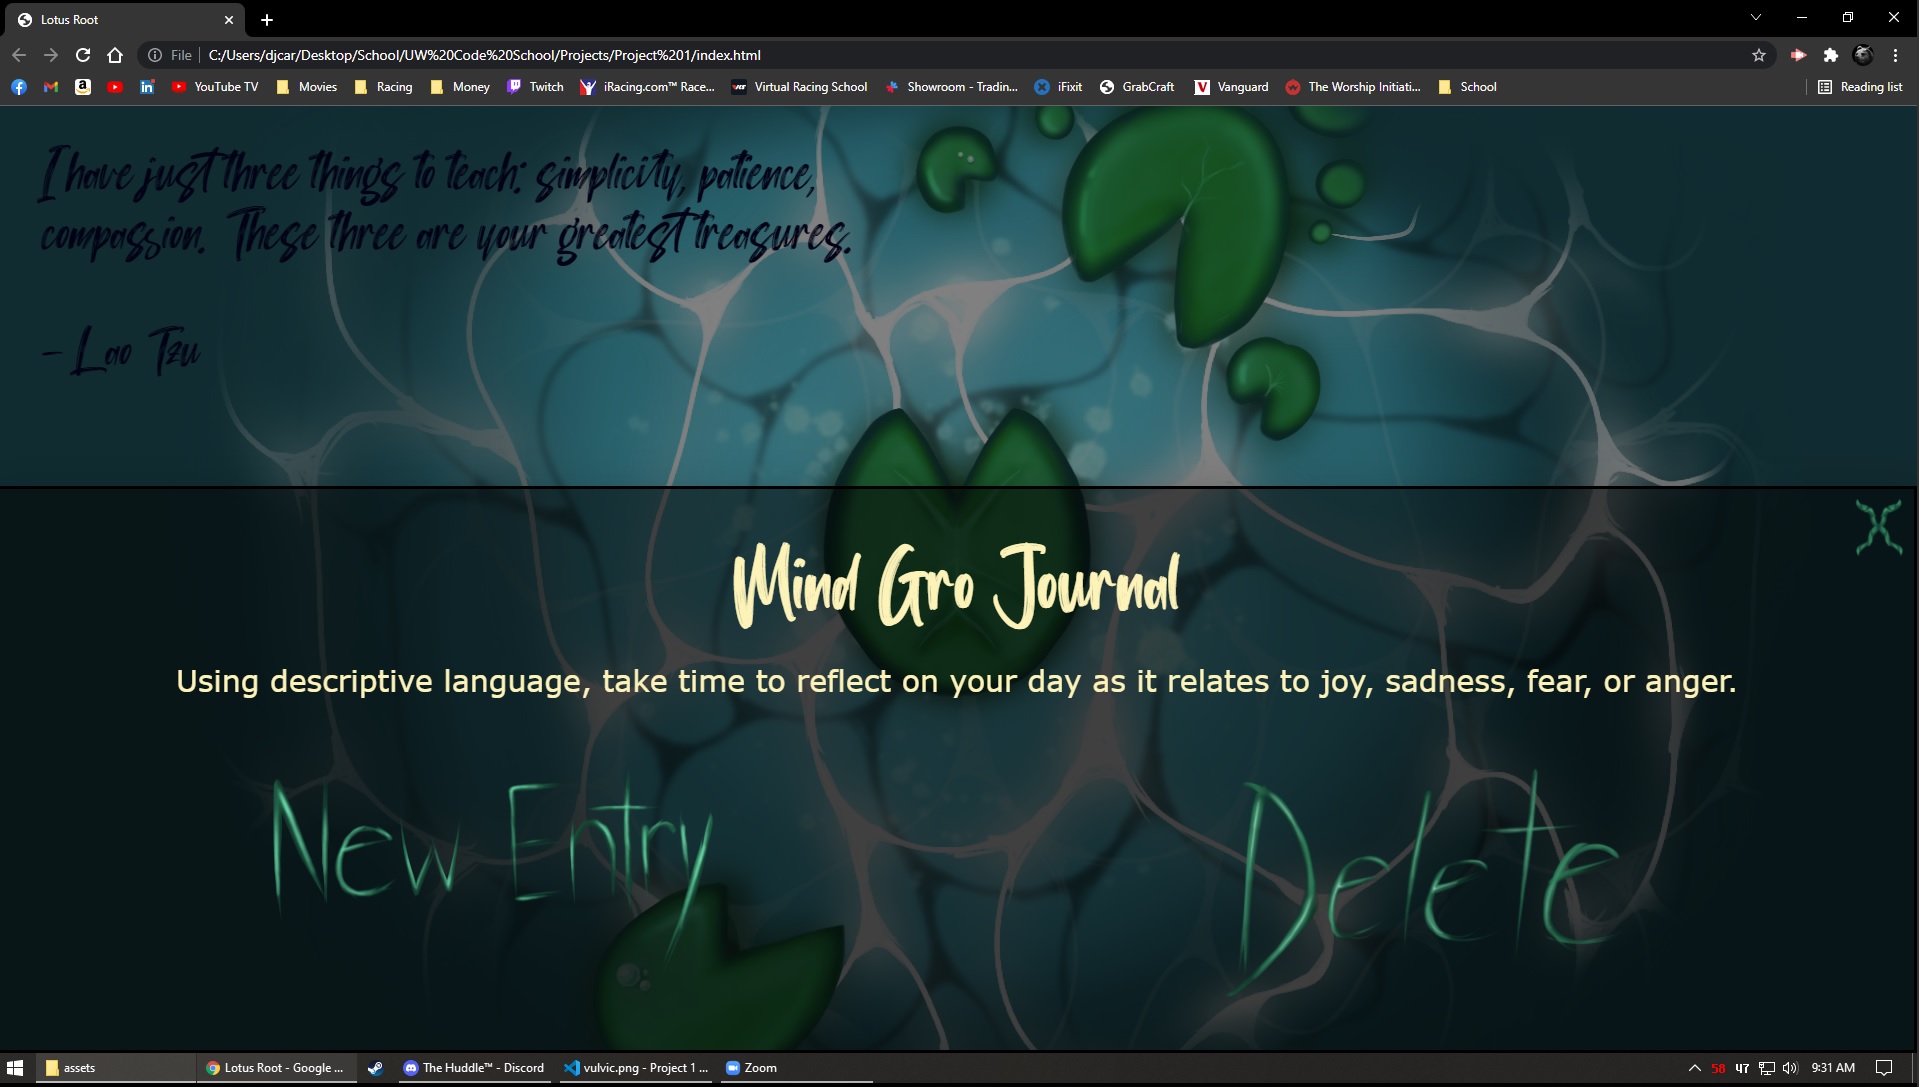 Lotus Root
File
C:/Users/djcar/Desktop/School/UW%20Code%20School/Projects/Project%201/index.html
YouTube TV Movies Racing Money Twitch iRacing.com™ Race... Virtual Racing School Showroom - Tradin... iFixit GrabCraft Vanguard The Worship Initiati... School Reading list
I have just three things to teach: simplicity, patience,
compassion. These three are your greatest treasures.
- Lao Tzu
X
Mind Gro Journal
Using descriptive language, take time to reflect on your day as it relates to joy, sadness, fear, or anger.
New Entry Delete
assets Lotus Root - Google ... The Huddle™ - Discord vulvic.png - Project 1 ... Zoom 58 47 9:31 AM